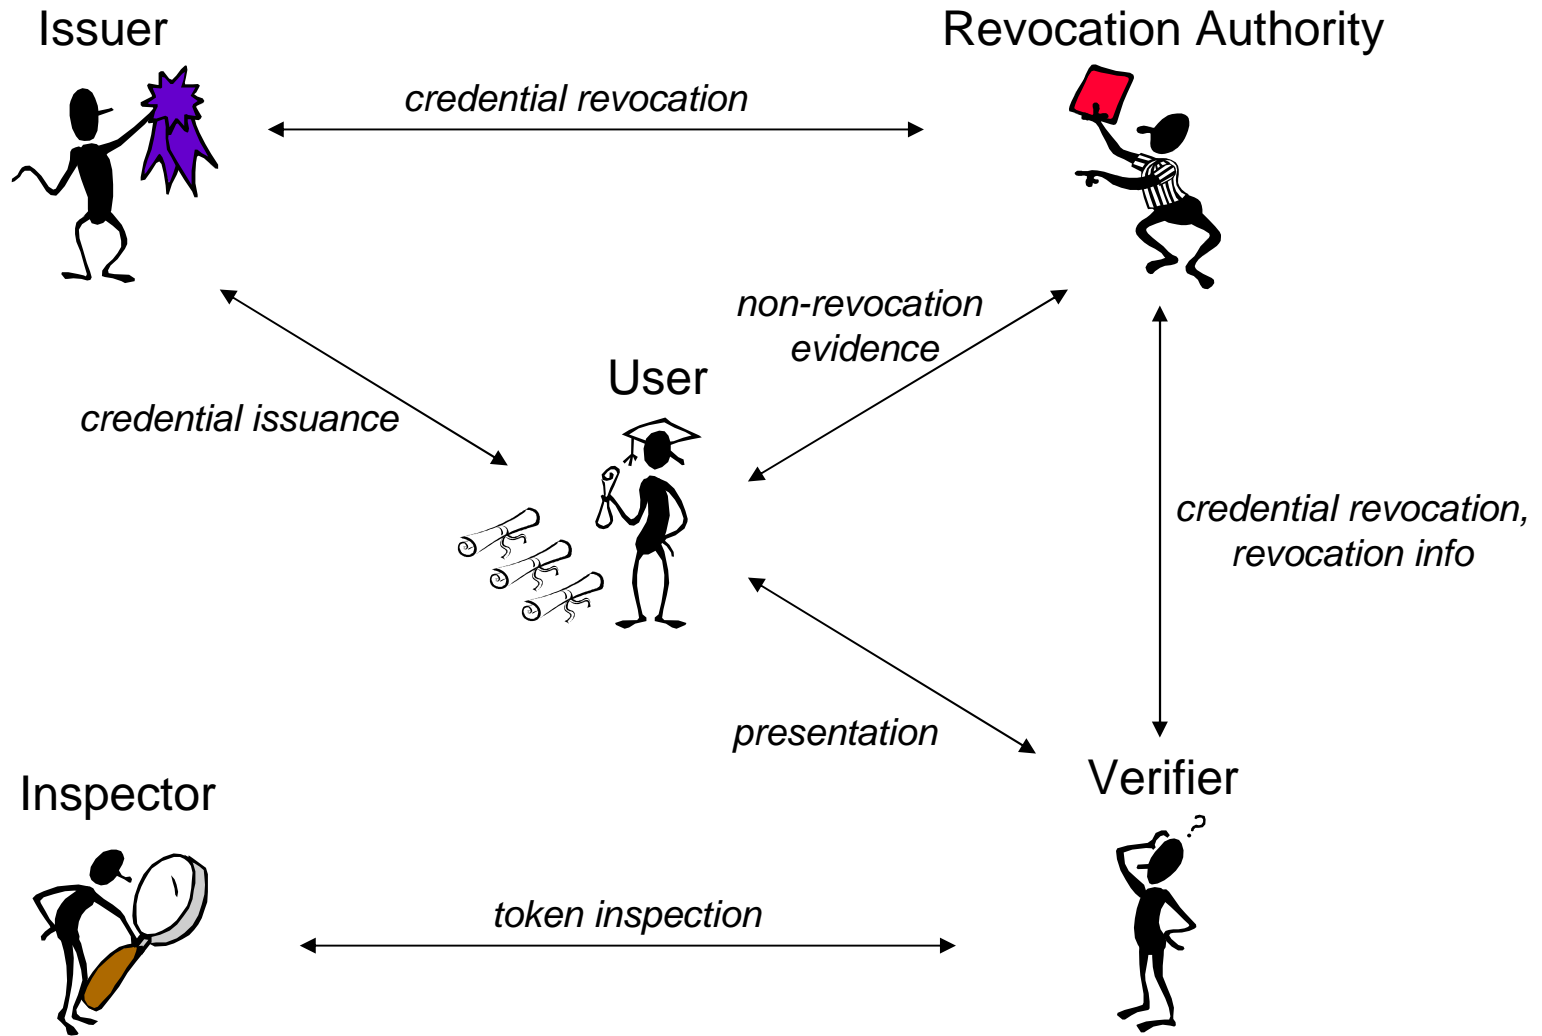 Issuer
Revocation Authority
credential revocation
non-revocation
evidence
User
credential issuance
credential revocation,
revocation info
presentation
Verifier
Inspector
?
token inspection